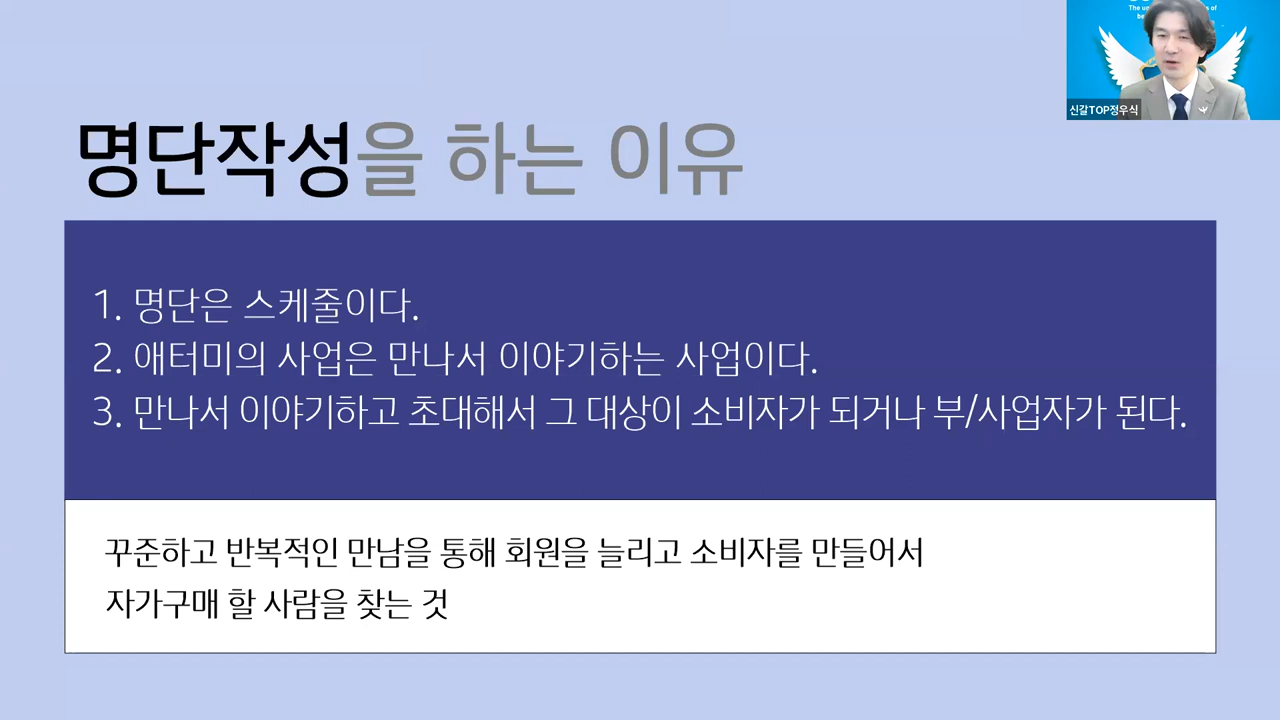 The
of
be
신갈TOP정우식
명단작성을 하는 이유
1. 명단은 스케줄이다.
2. 애터미의 사업은 만나서 이야기하는 사업이다.
3. 만나서 이야기하고 초대해서 그 대상이 소비자가 되거나 부/사업자가 된다.
꾸준하고 반복적인 만남을 통해 회원을 늘리고 소비자를 만들어서
자가구매 할 사람을 찾는 것